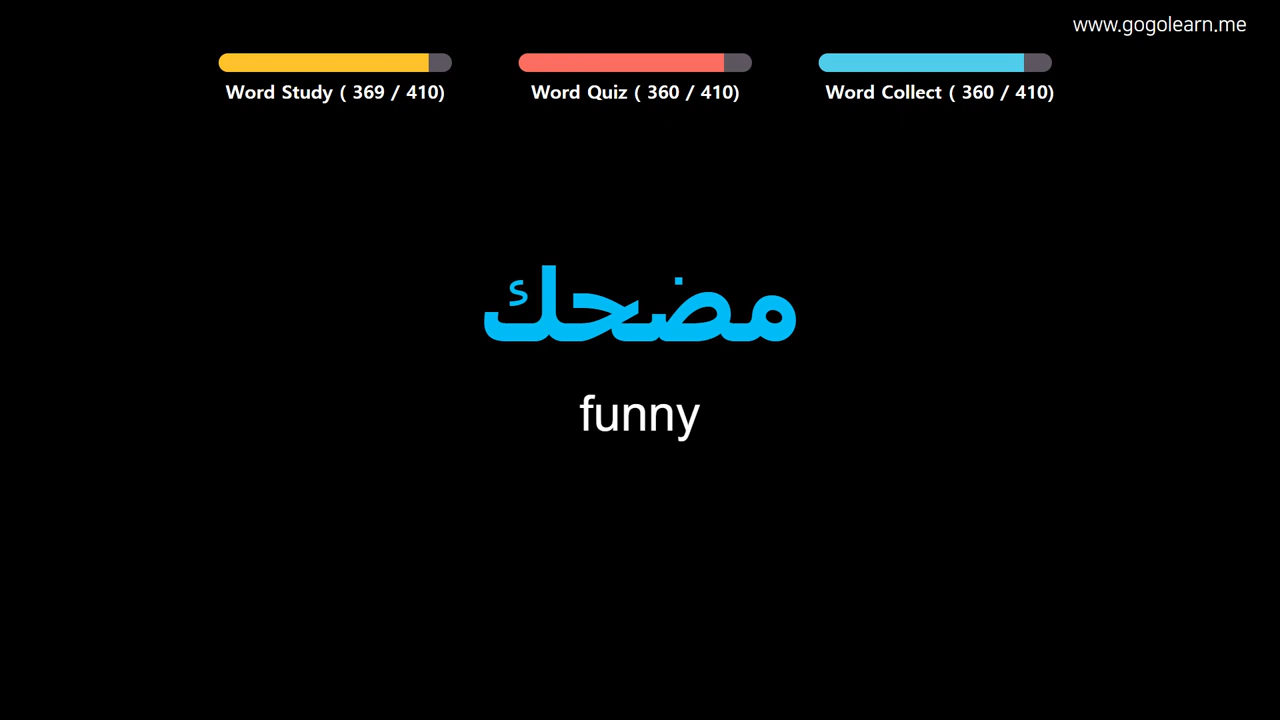 www.gogolearn.me
Word Study ( 369 / 410)
Word Quiz ( 360 / 410)
Word Collect ( 360 / 410)
مضحك
funny